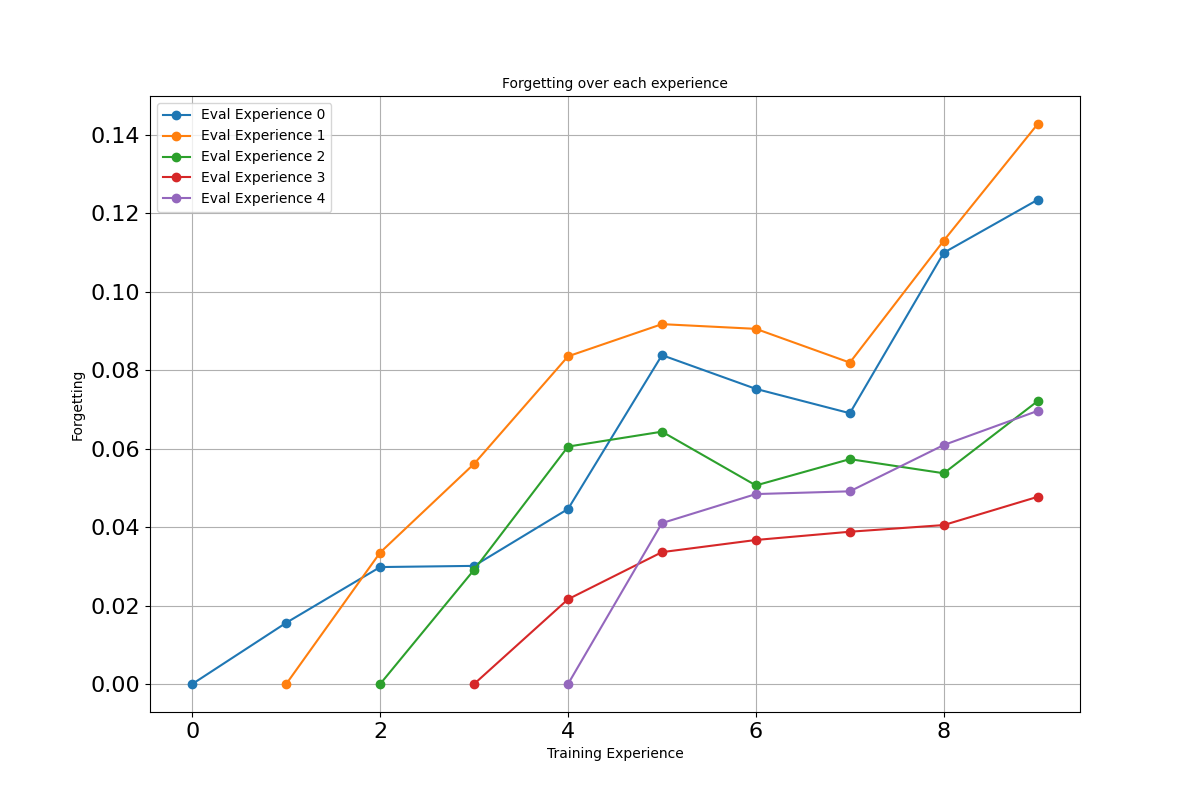 Forgetting over each experience
Eval Experience 0
Eval Experience 1
Eval Experience 2
Eval Experience 3
Eval Experience 4
0.14
0.12
0.10
0.08
0.06
0.04
0.02
0.00
Forgetting
0 2 4 6 8
Training Experience